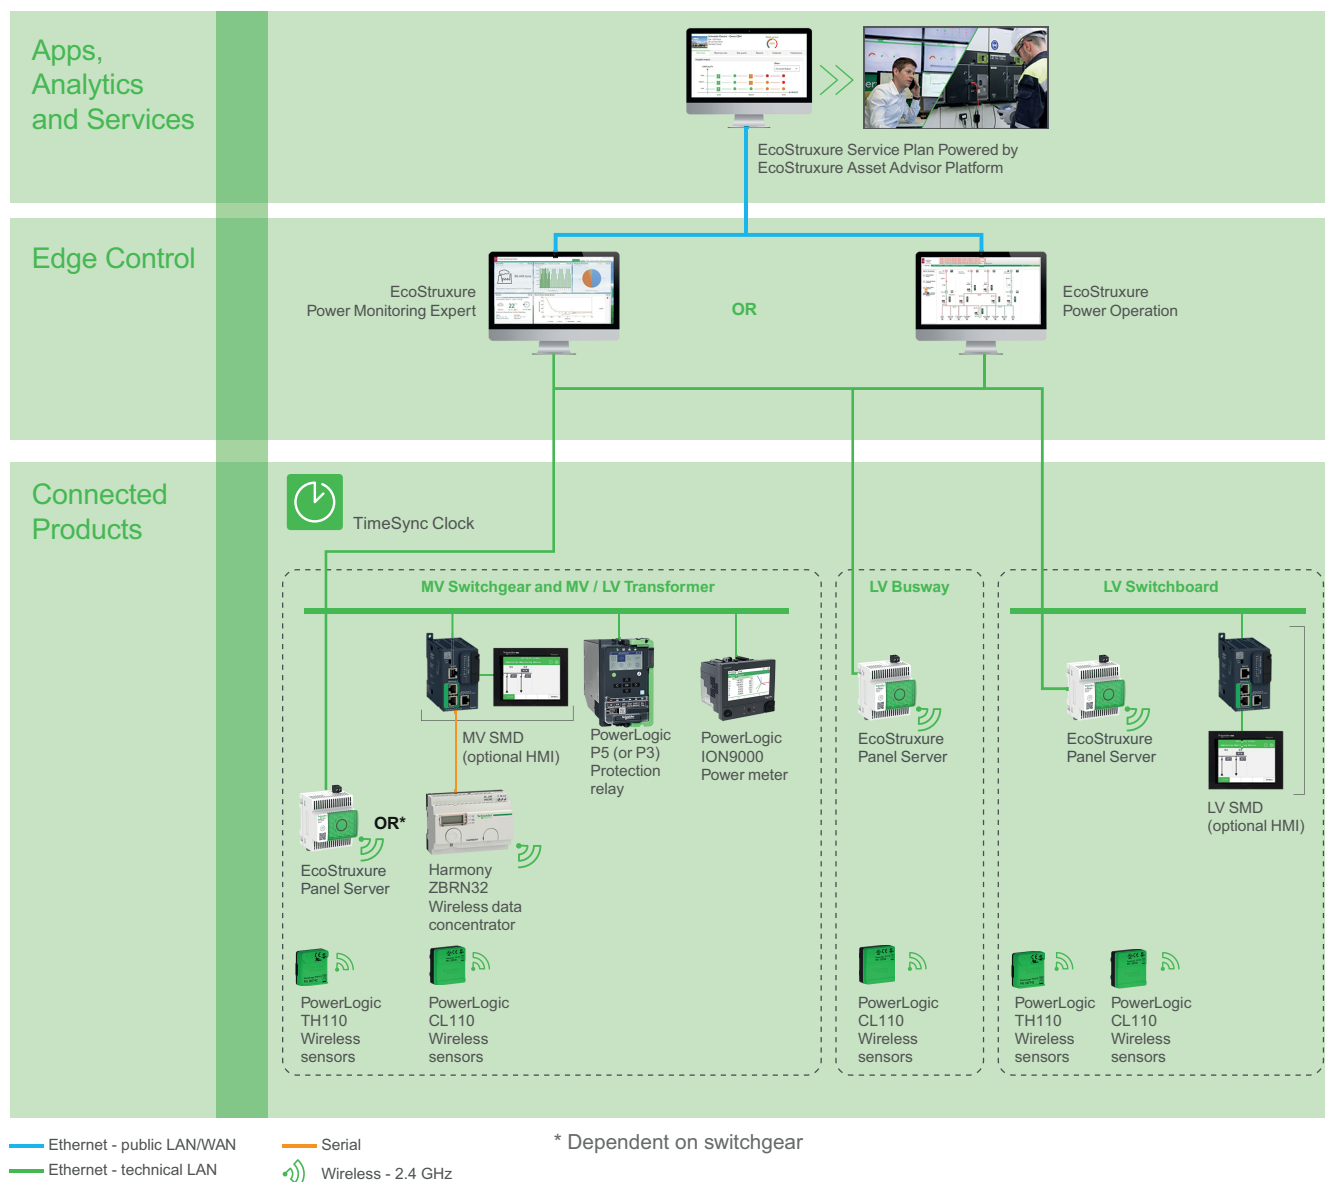 Apps,
Analytics
and Services
EcoStruxure Service Plan Powered by
EcoStruxure Asset Advisor Platform
Edge Control
EcoStruxure
Power Monitoring Expert
OR
EcoStruxure
Power Operation
Connected
Products
TimeSync Clock
MV Switchgear and MV / LV Transformer
LV Busway
LV Switchboard
MV SMD
(optional HMI)
PowerLogic
P5 (or P3)
Protection
relay
PowerLogic
ION9000
Power meter
EcoStruxure
Panel Server
EcoStruxure
Panel Server
LV SMD
(optional HMI)
OR*
EcoStruxure
Panel Server
Harmony
ZBRN32
Wireless data
concentrator
PowerLogic
TH110
Wireless
sensors
PowerLogic
CL110
Wireless
sensors
PowerLogic
CL110
Wireless
sensors
PowerLogic
TH110
Wireless
sensors
PowerLogic
CL110
Wireless
sensors
Ethernet - public LAN/WAN
Ethernet - technical LAN
Serial
Wireless - 2.4 GHz
* Dependent on switchgear